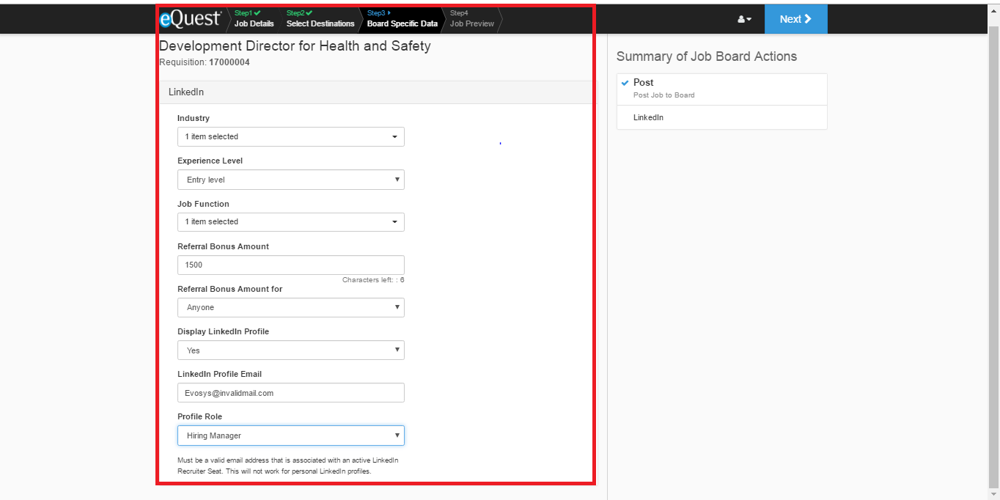 eQuest
Step1
Job Details
Step2
Select Destinations
Step3
Board Specific Data
Step4
Job Preview
Next
Development Director for Health and Safety
Requisition: 17000004
LinkedIn
Industry
1 item selected
Experience Level
Entry level
Job Function
1 item selected
Referral Bonus Amount
1500
Characters left: : 6
Referral Bonus Amount for
Anyone
Display LinkedIn Profile
Yes
LinkedIn Profile Email
Evosys@invalidmail.com
Profile Role
Hiring Manager
Must be a valid email address that is associated with an active LinkedIn
Recruiter Seat. This will not work for personal LinkedIn profiles.
Summary of Job Board Actions
Post
Post Job to Board
LinkedIn